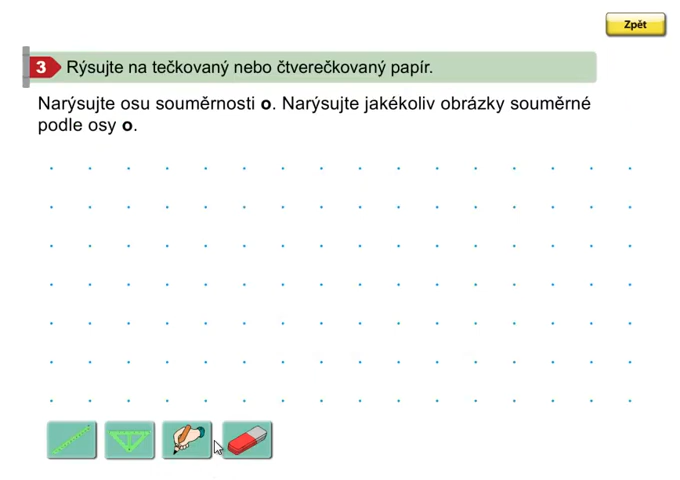 Zpět
3 Rýsujte na tečkovaný nebo čtverečkovaný papír.
Narýsujte osu souměrnosti o. Narýsujte jakékoliv obrázky souměrné
podle osy o.